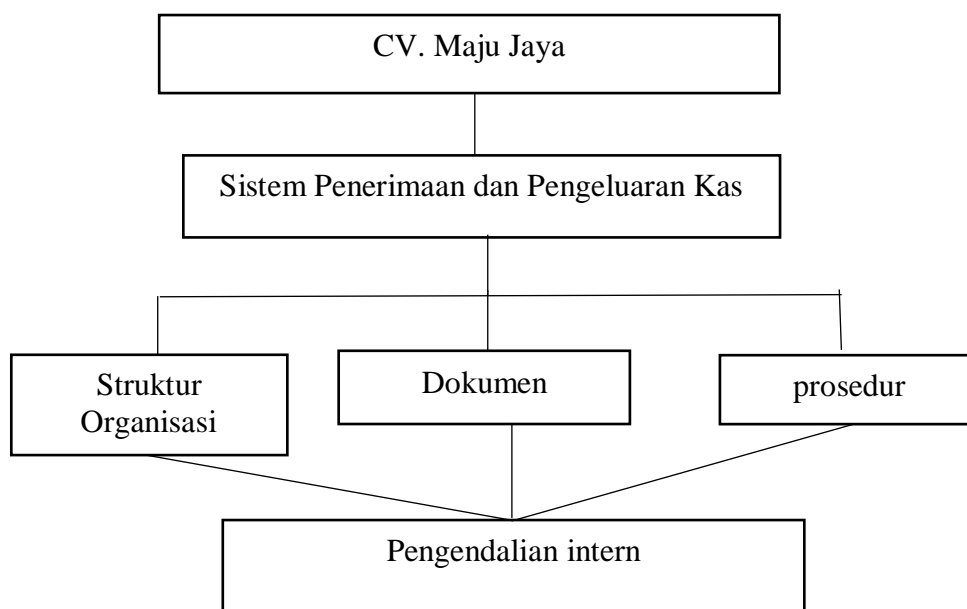 CV. Maju Jaya
Sistem Penerimaan dan Pengeluaran Kas
Struktur
Organisasi
Dokumen
prosedur
Pengendalian intern